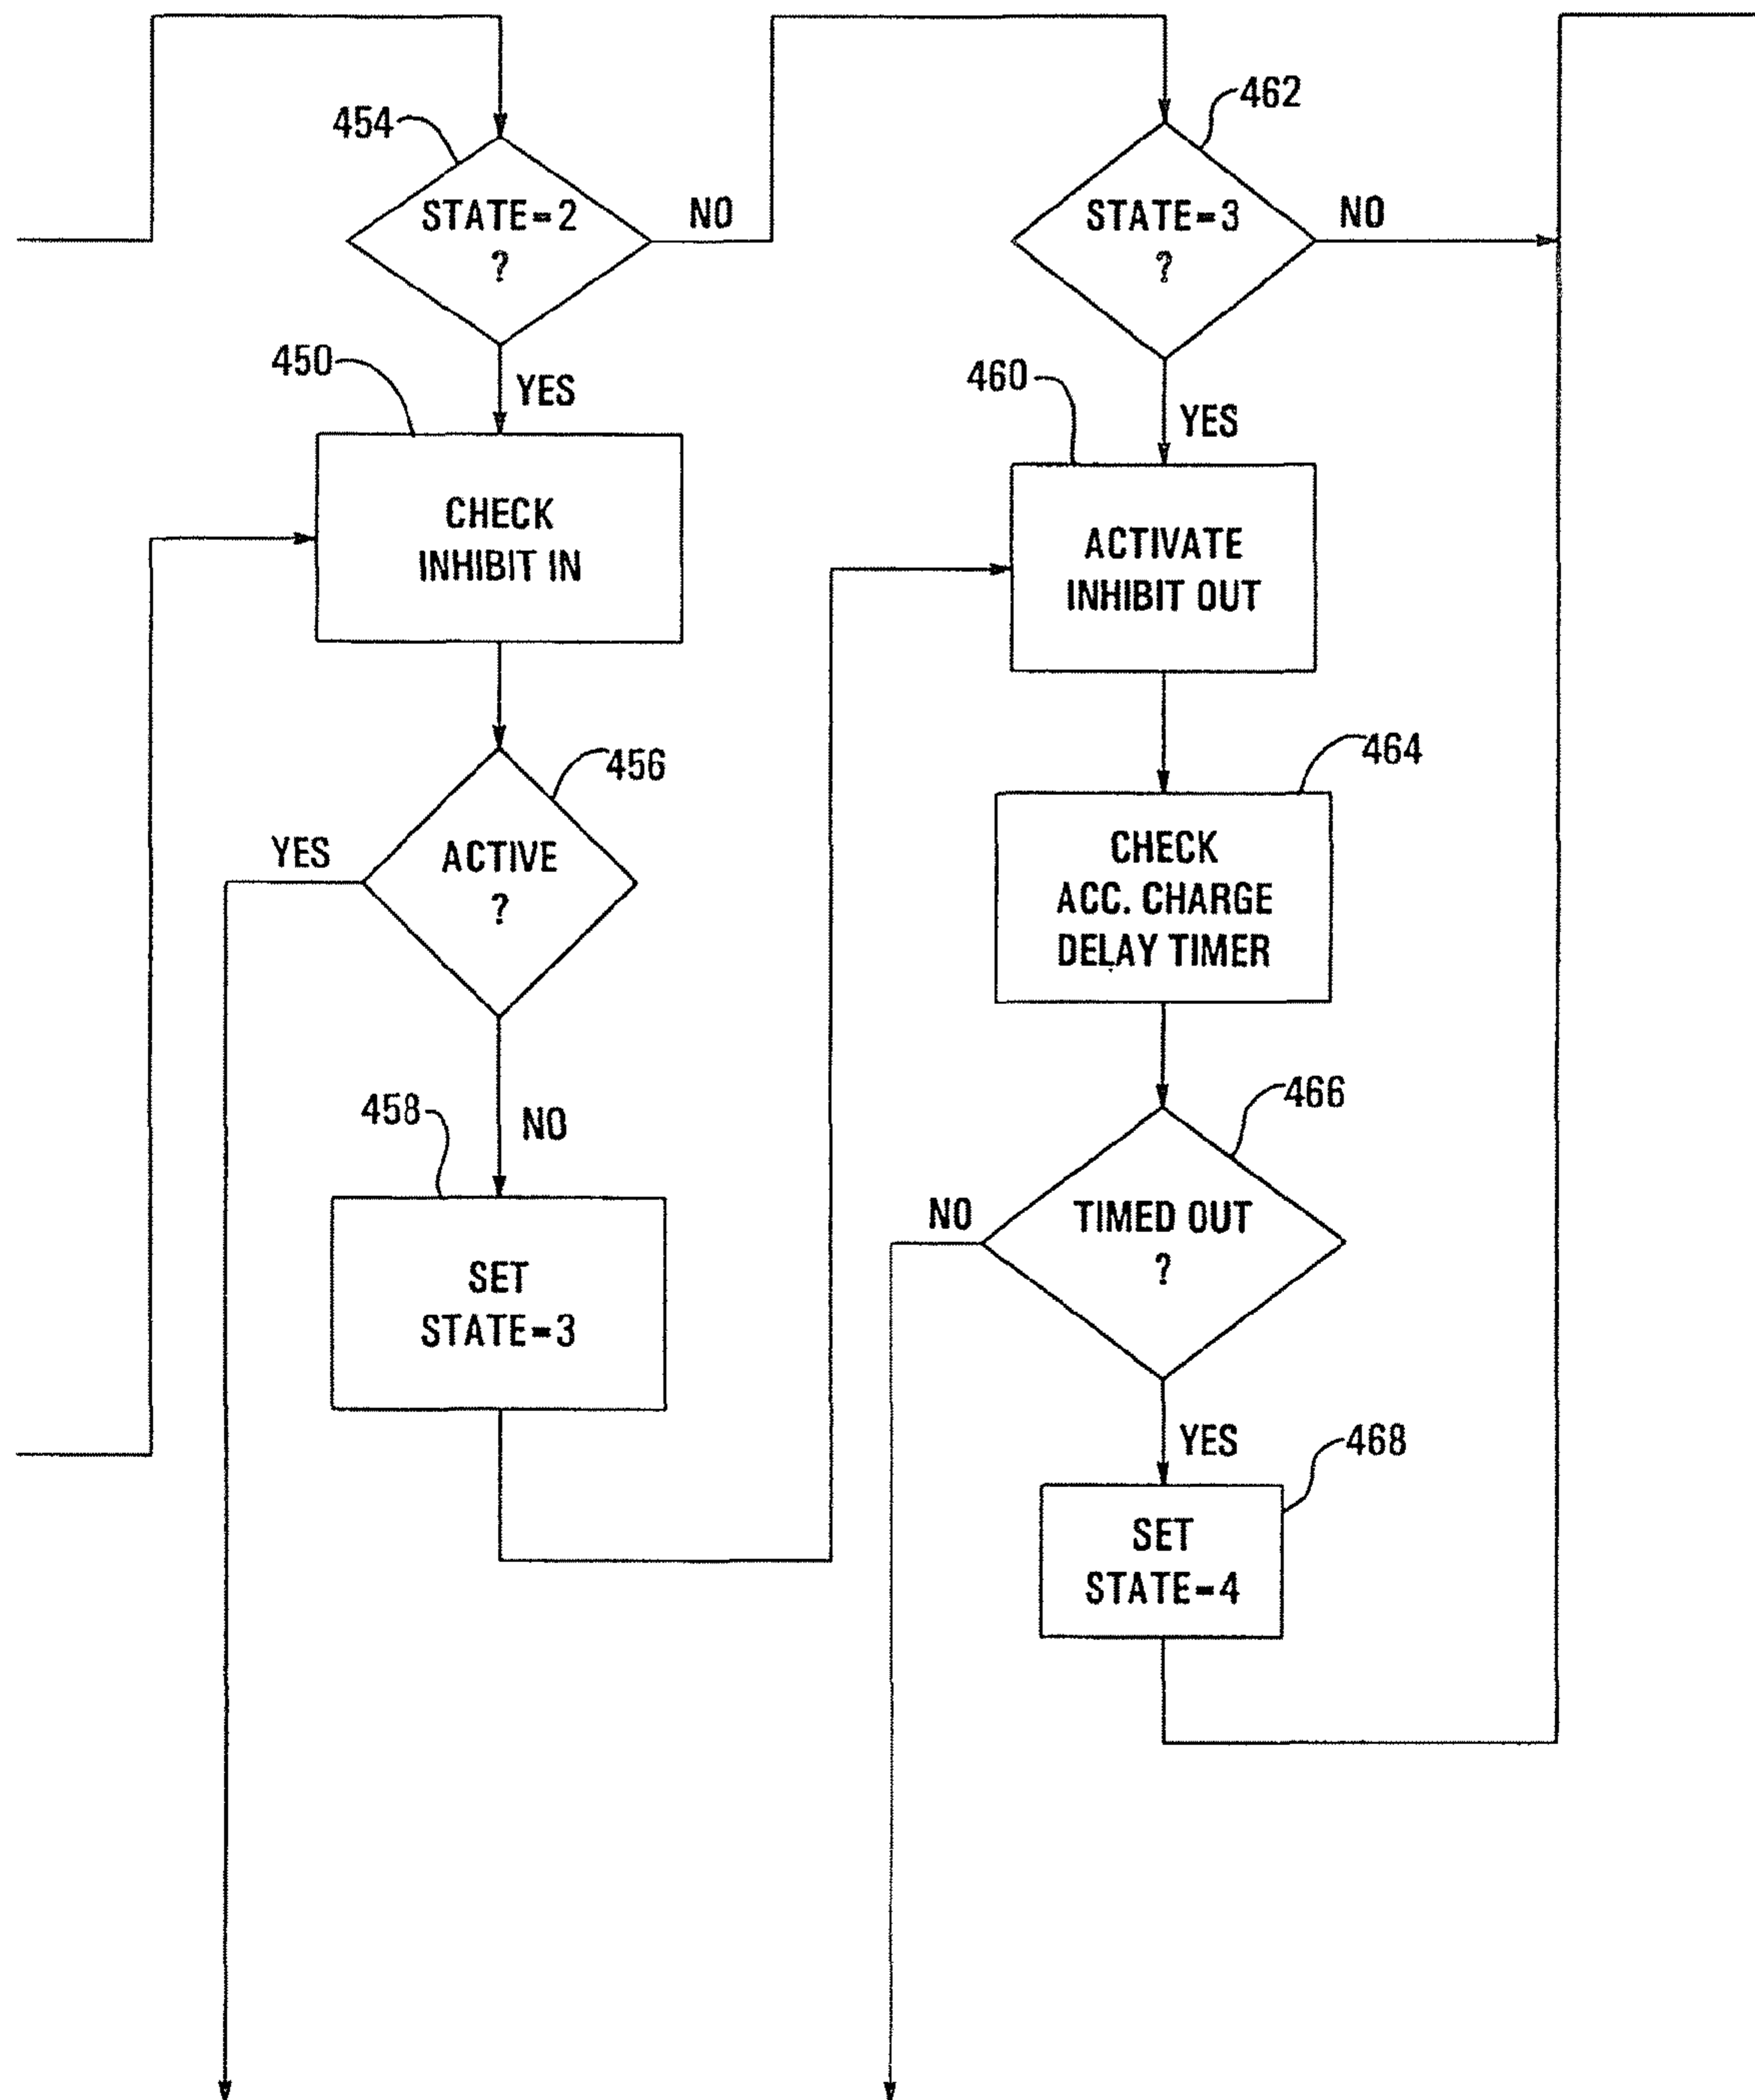 454
STATE=2
?
NO
YES
450
CHECK
INHIBIT IN
456
YES
ACTIVE
?
NO
458
SET
STATE=3
462
STATE=3
?
NO
YES
460
ACTIVATE
INHIBIT OUT
464
CHECK
ACC. CHARGE
DELAY TIMER
466
NO
TIMED OUT
?
YES
468
SET
STATE=4